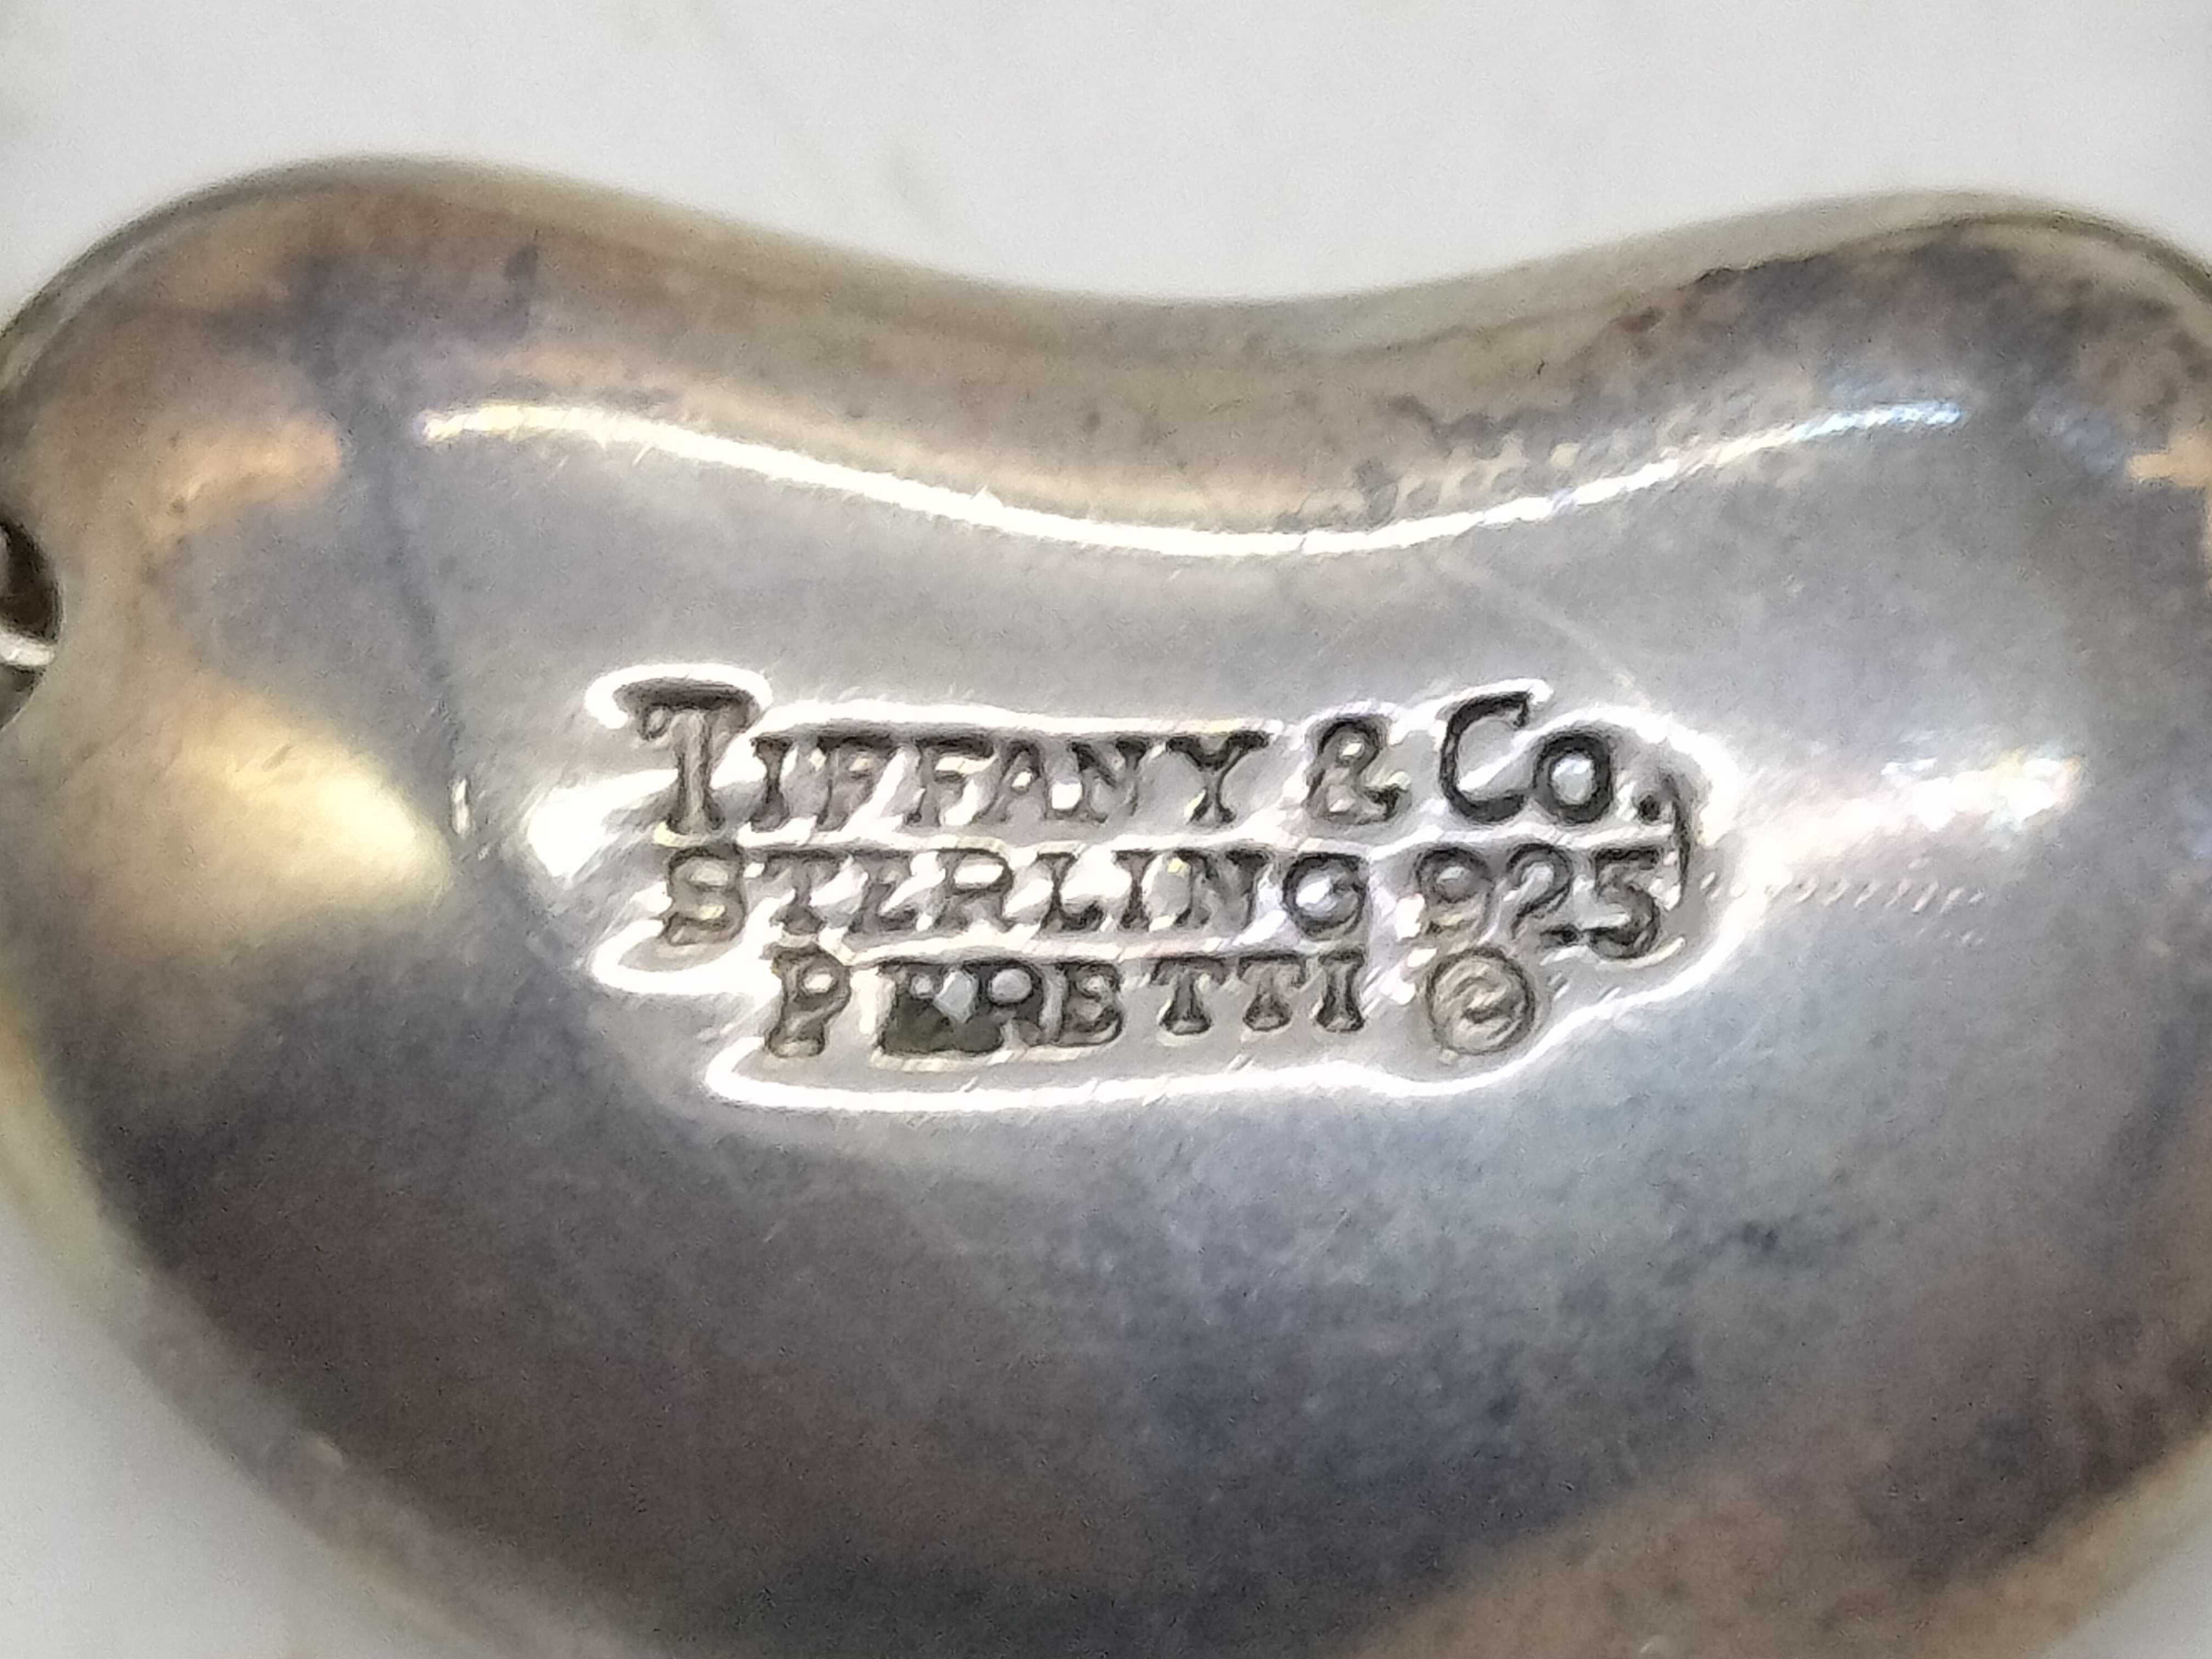 TIFFANY & Co.
STERLING 925
PERETTI ©